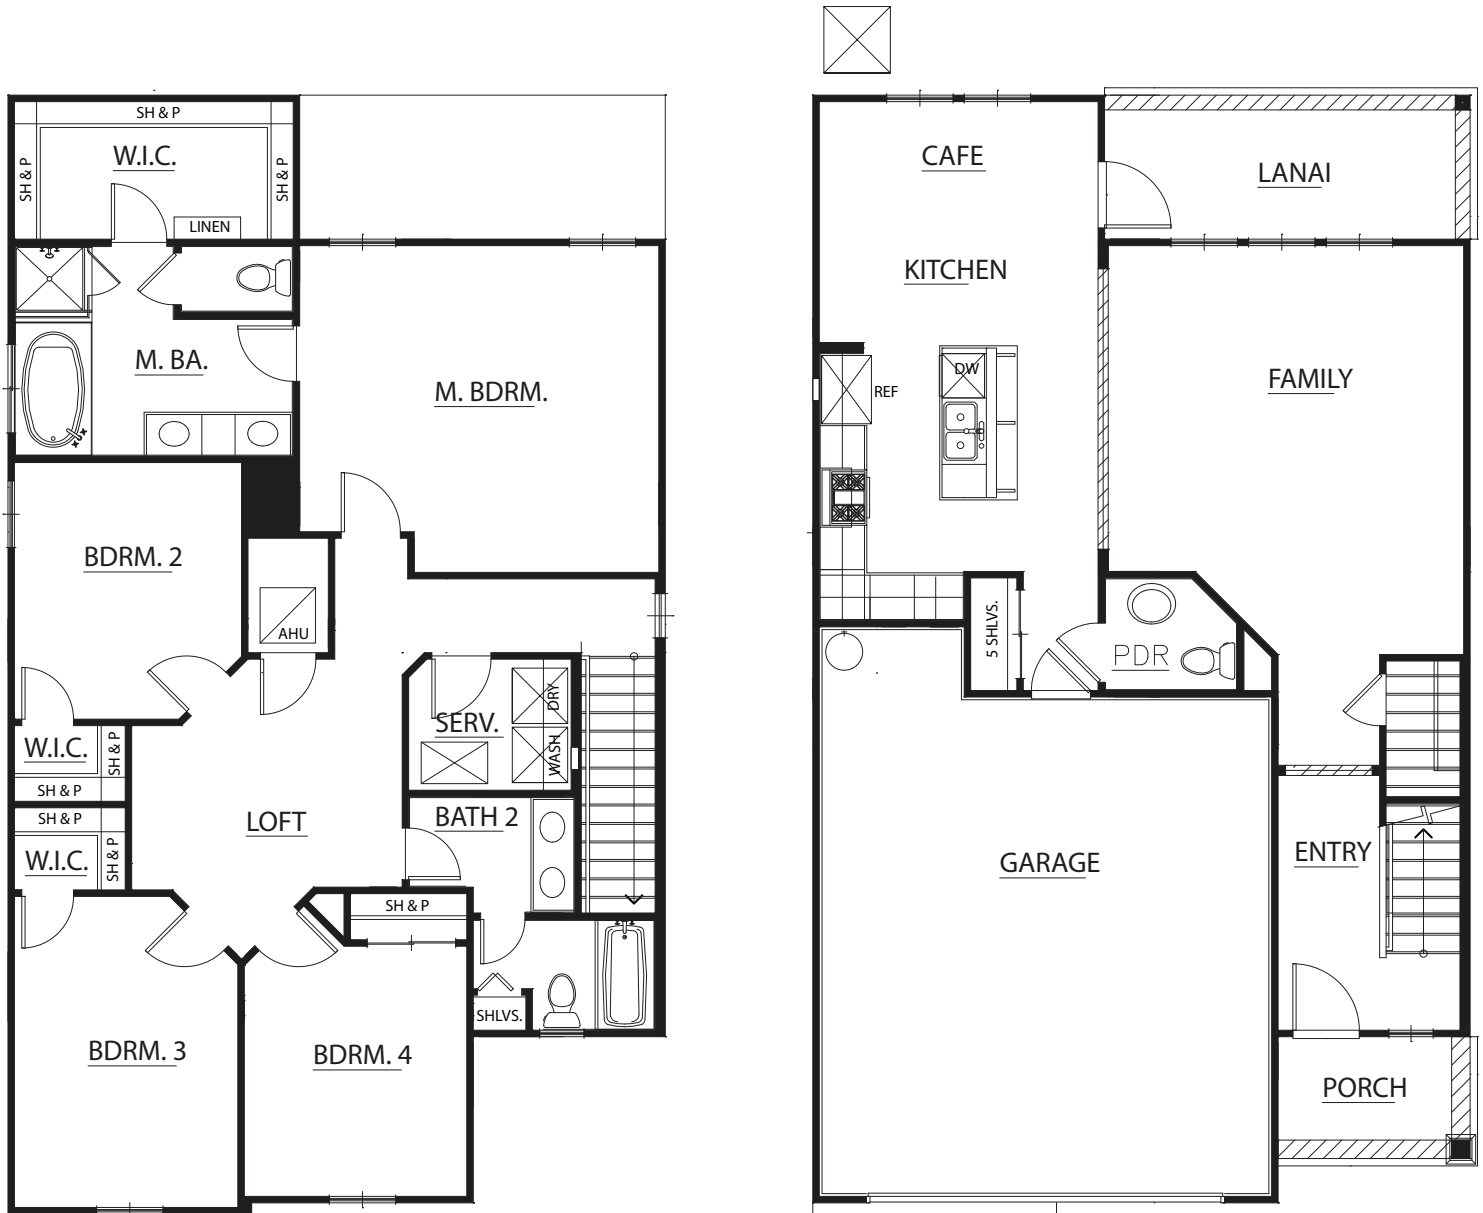 SH & P
W.I.C.
SH & P
SH & P
LINEN
M. BA.
M. BDRM.
BDRM. 2
AHU
W.I.C.
SH & P
SH & P
SH & P
W.I.C.
SH & P
LOFT
SERV.
DRY
WASH
BATH 2
SH & P
SHLVS.
BDRM. 3
BDRM. 4
CAFE
LANAI
KITCHEN
REF
DW
FAMILY
5 SHLVS.
PDR
GARAGE
ENTRY
PORCH